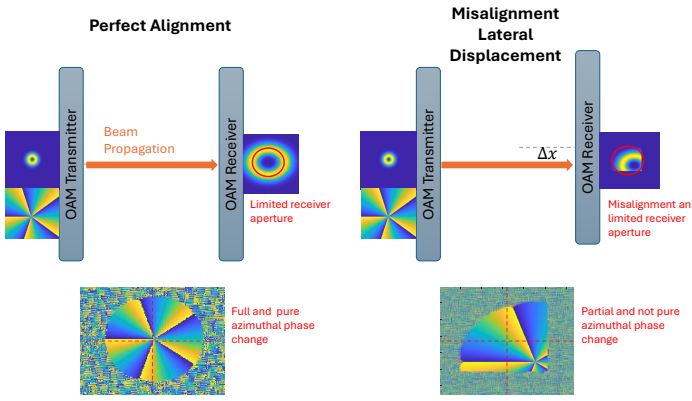 Perfect Alignment
Misalignment
Lateral
Displacement
OAM Transmitter
Beam
Propagation
OAM Receiver
Limited receiver
aperture
OAM Transmitter
Δx
OAM Receiver
Misalignment an
limited receiver
aperture
Full and pure
azimuthal phase
change
Partial and not pure
azimuthal phase
change